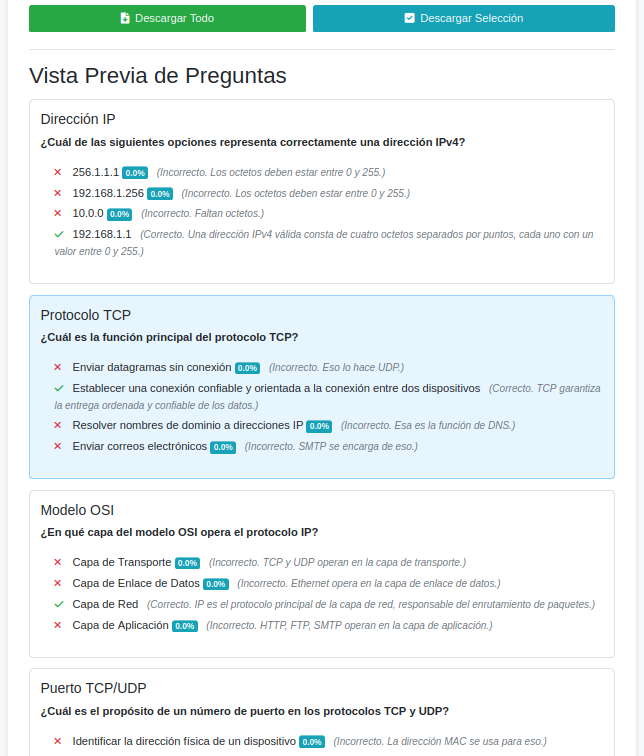 Descargar Todo
Descargar Selección
Vista Previa de Preguntas
Dirección IP
¿Cuál de las siguientes opciones representa correctamente una dirección IPv4?
256.1.1.1 0.0% (Incorrecto. Los octetos deben estar entre 0 y 255.)
192.168.1.256 0.0% (Incorrecto. Los octetos deben estar entre 0 y 255.)
10.0.0 0.0% (Incorrecto. Faltan octetos.)
192.168.1.1 (Correcto. Una dirección IPv4 válida consta de cuatro octetos separados por puntos, cada uno con un
valor entre 0 y 255.)
Protocolo TCP
¿Cuál es la función principal del protocolo TCP?
Enviar datagramas sin conexión 0.0% (Incorrecto. Eso lo hace UDP.)
Establecer una conexión confiable y orientada a la conexión entre dos dispositivos (Correcto. TCP garantiza
la entrega ordenada y confiable de los datos.)
Resolver nombres de dominio a direcciones IP 0.0% (Incorrecto. Esa es la función de DNS.)
Enviar correos electrónicos 0.0% (Incorrecto. SMTP se encarga de eso.)
Modelo OSI
¿En qué capa del modelo OSI opera el protocolo IP?
Capa de Transporte 0.0% (Incorrecto. TCP y UDP operan en la capa de transporte.)
Capa de Enlace de Datos 0.0% (Incorrecto. Ethernet opera en la capa de enlace de datos.)
Capa de Red (Correcto. IP es el protocolo principal de la capa de red, responsable del enrutamiento de paquetes.)
Capa de Aplicación 0.0% (Incorrecto. HTTP, FTP, SMTP operan en la capa de aplicación.)
Puerto TCP/UDP
¿Cuál es el propósito de un número de puerto en los protocolos TCP y UDP?
Identificar la dirección física de un dispositivo 0.0% (Incorrecto. La dirección MAC se usa para eso.)